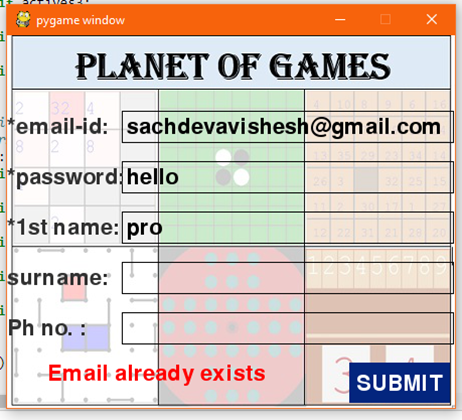 pygame window
PLANET OF GAMES
*email-id: sachdevavishesh@gmail.com
*password: hello
*1st name: pro
surname:
Ph no. :
Email already exists
SUBMIT